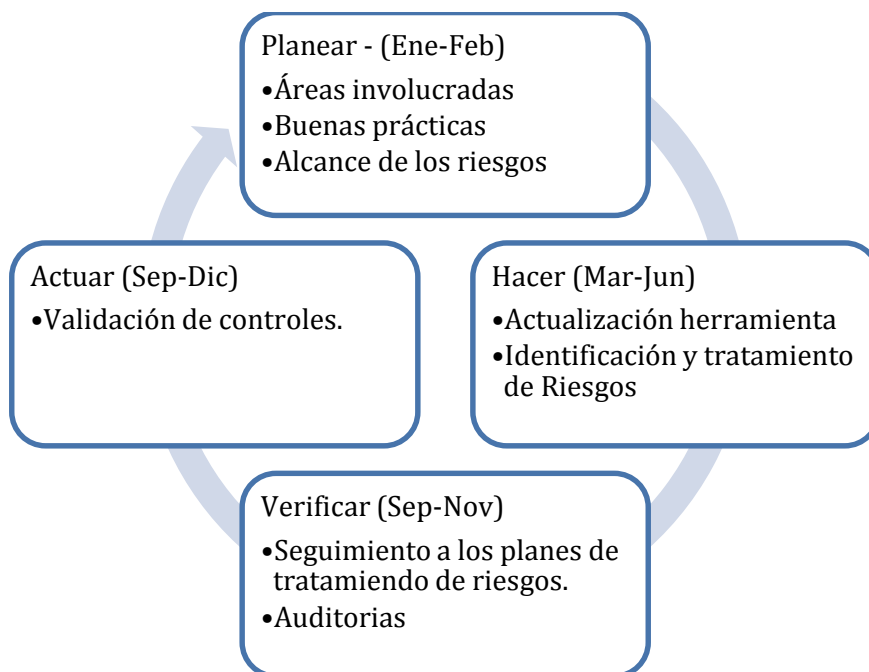 Planear - (Ene-Feb)
•Áreas involucradas
•Buenas prácticas
•Alcance de los riesgos
Hacer (Mar-Jun)
•Actualización herramienta
•Identificación y tratamiento
de Riesgos
Verificar (Sep-Nov)
•Seguimiento a los planes de
tratamiendo de riesgos.
•Auditorias
Actuar (Sep-Dic)
•Validación de controles.